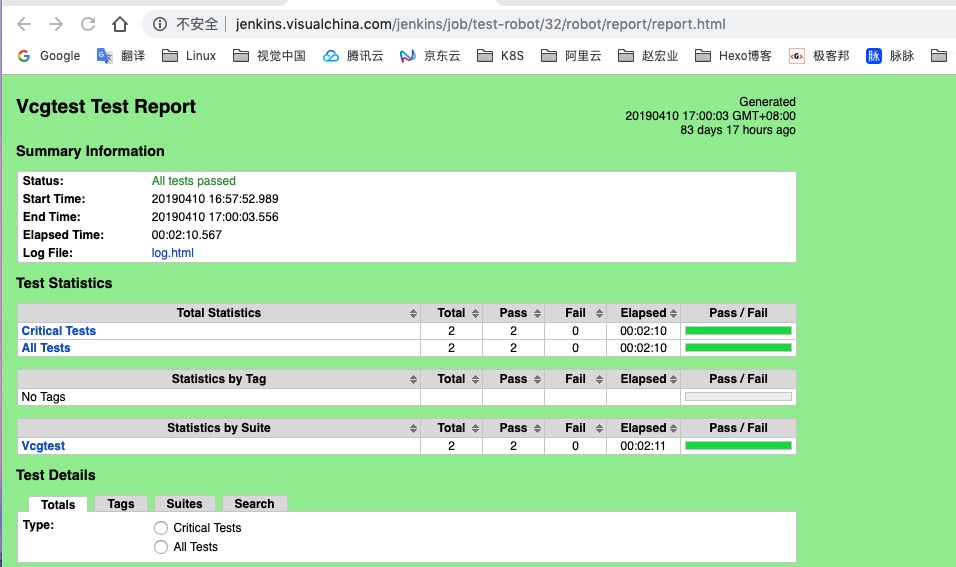 不安全 jenkins.visualchina.com/jenkins/job/test-robot/32/robot/report/report.html
Google 翻译 Linux 视觉中国 腾讯云 京东云 K8S 阿里云 赵宏业 Hexo博客 极客邦 脉脉
Vcgtest Test Report
Generated
20190410 17:00:03 GMT+08:00
83 days 17 hours ago
Summary Information
Status: All tests passed
Start Time: 20190410 16:57:52.989
End Time: 20190410 17:00:03.556
Elapsed Time: 00:02:10.567
Log File: log.html
Test Statistics
Total Statistics Total Pass Fail Elapsed Pass / Fail
Critical Tests 2 2 0 00:02:10
All Tests 2 2 0 00:02:10
Statistics by Tag Total Pass Fail Elapsed Pass / Fail
No Tags
Statistics by Suite Total Pass Fail Elapsed Pass / Fail
Vcgtest 2 2 0 00:02:11
Test Details
Totals Tags Suites Search
Type: Critical Tests
All Tests